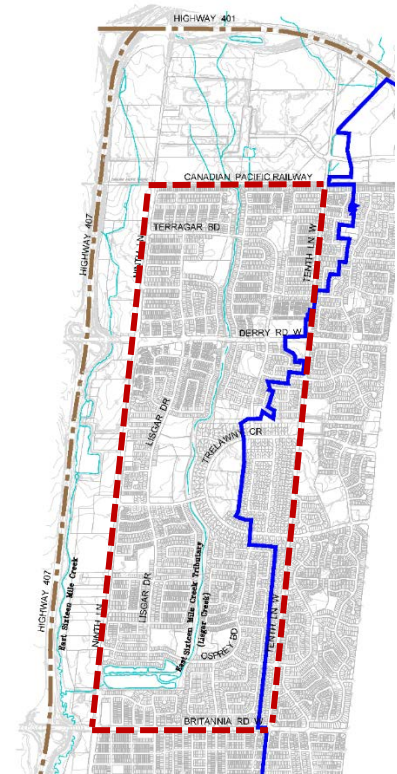 HIGHWAY 401
CANADIAN PACIFIC RAILWAY
TERRAGAR BD
NINTH LN
TENTH LN W
HIGHWAY 407
DERRY RD W
LISGAR DR
TRELAWNY CR
East Sixteen Mile Creek
HIGHWAY 407
NINTH LN
LISGAR DR
East Sixteen Mile Creek Tributary
(Lisgar Creek)
OSPREY BD
TENTH LN W
BRITANNIA RD W